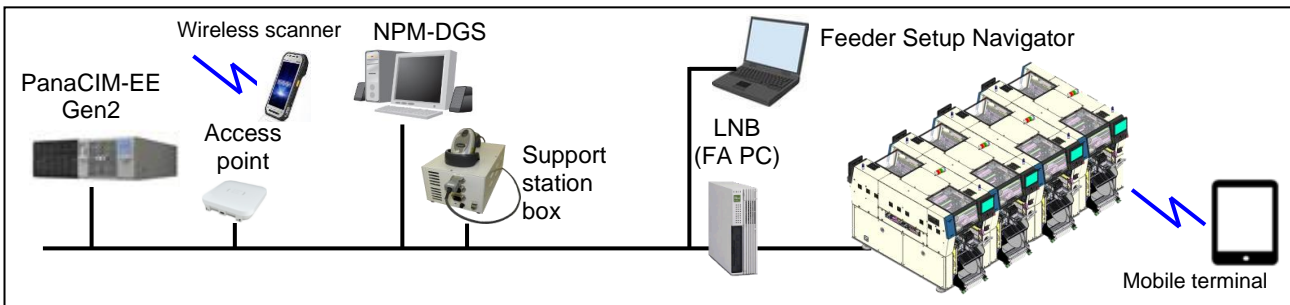 Wireless scanner
NPM-DGS
Feeder Setup Navigator
PanaCIM-EE
Gen2
Access
point
Support
station
box
LNB
(FA PC)
Mobile terminal